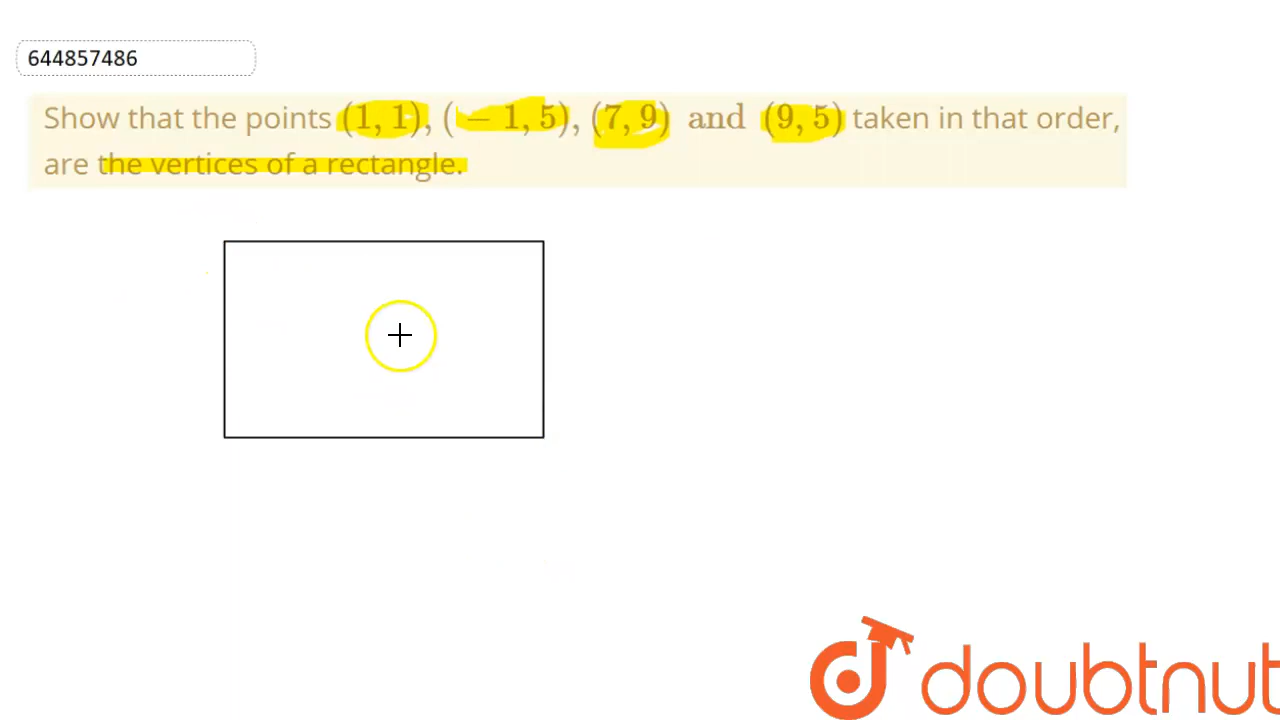 644857486
Show that the points (1, 1), (− 1, 5), (7, 9) and (9, 5) taken in that order,
are the vertices of a rectangle.
doubtnut